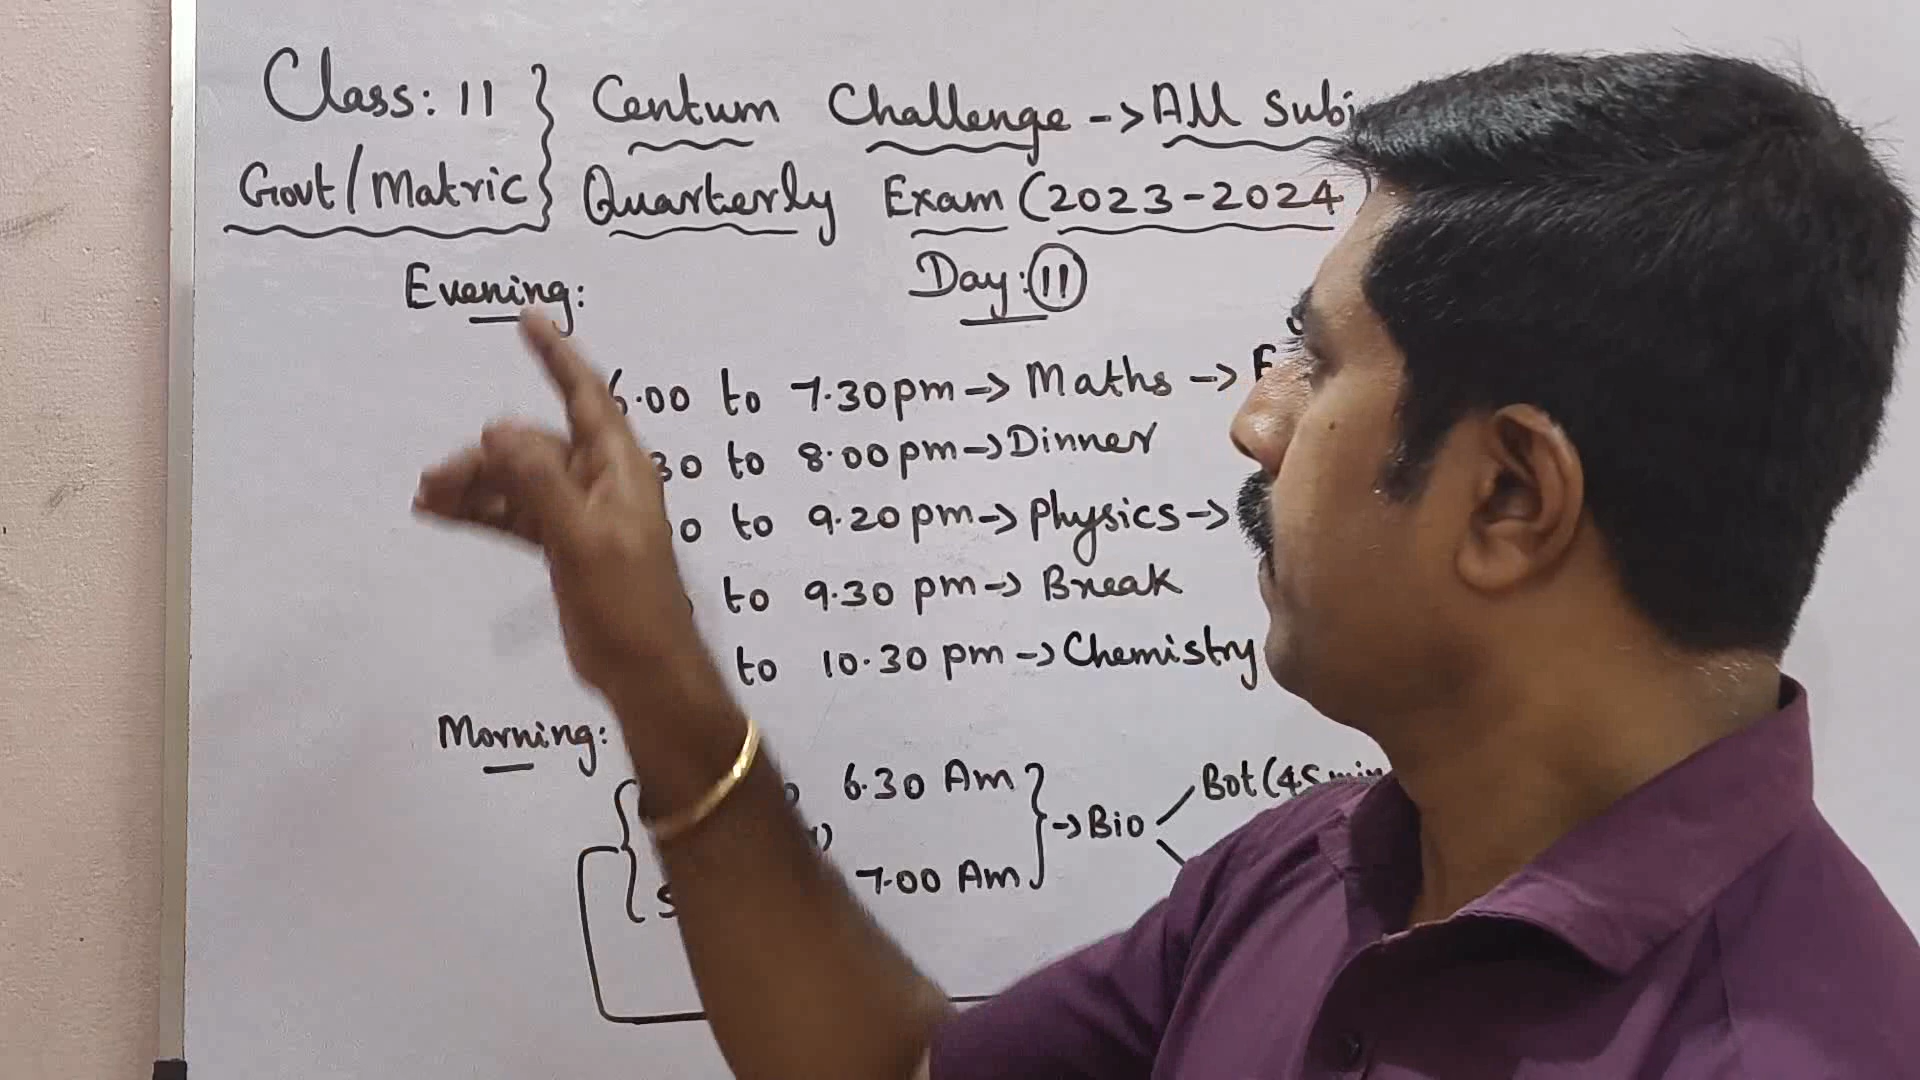 Class: 11 } Centum Challenge -> All
Govt/Matric } Quarterly Exam (2023-2024)
Evening: Day: 11
6.00 to 7.30pm -> Maths ->
30 to 8.00pm -> Dinner
to 9.20pm -> Physics ->
to 9.30 pm -> Break
to 10.30 pm -> Chemistry
Morning:
6.30 Am } -> Bio Bot (45 min
7.00 Am